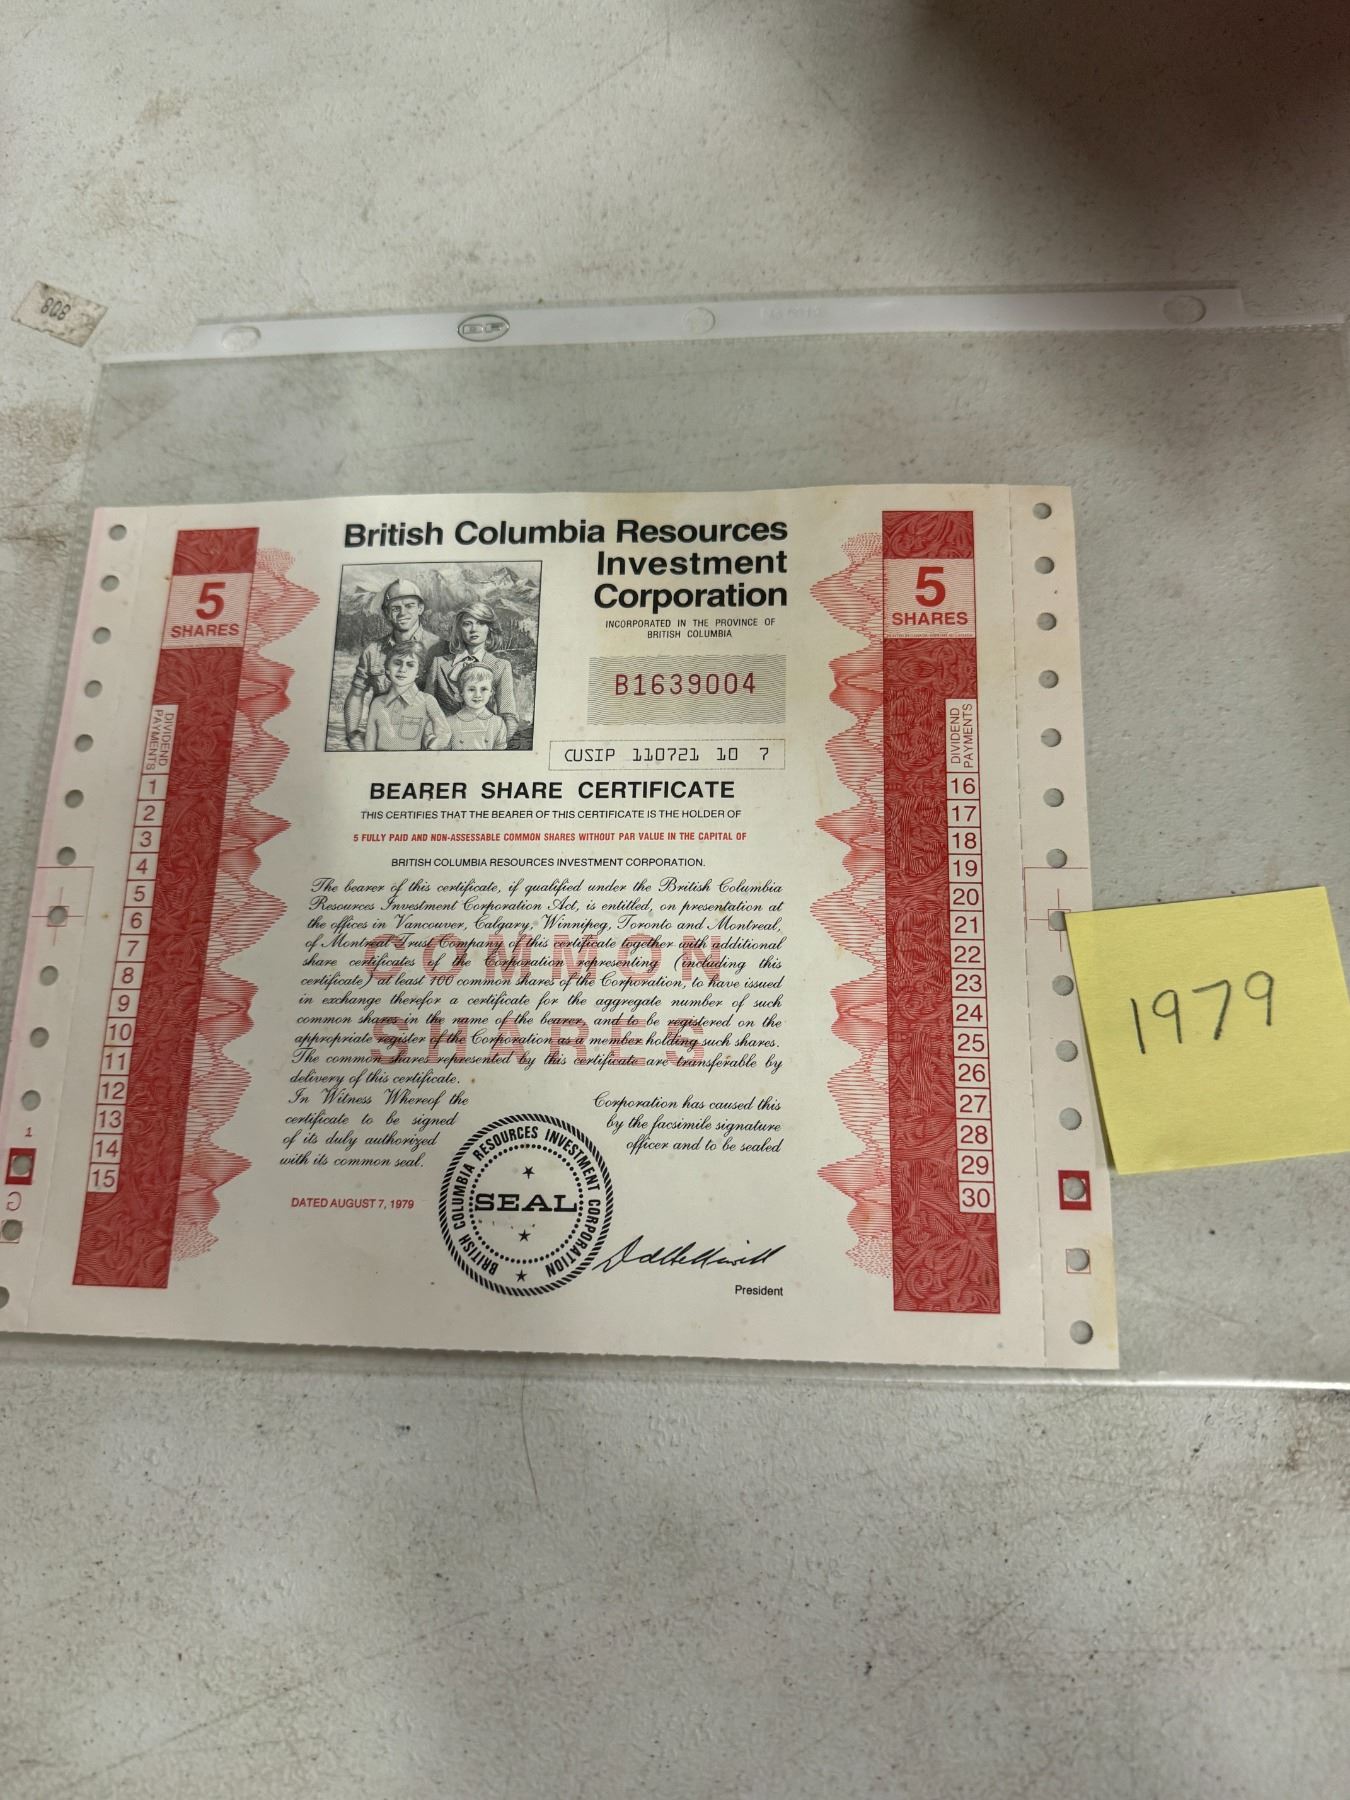 808
British Columbia Resources
Investment
Corporation
INCORPORATED IN THE PROVINCE OF
BRITISH COLUMBIA
B1639004
CUSIP 110721 10 7
5
SHARES
5
SHARES
DIVIDEND
PAYMENTS
1
2
3
4
5
6
7
8
9
10
11
12
13
14
15
DIVIDEND
PAYMENTS
16
17
18
19
20
21
22
23
24
25
26
27
28
29
30
BEARER SHARE CERTIFICATE
THIS CERTIFIES THAT THE BEARER OF THIS CERTIFICATE IS THE HOLDER OF
5 FULLY PAID AND NON-ASSESSABLE COMMON SHARES WITHOUT PAR VALUE IN THE CAPITAL OF
BRITISH COLUMBIA RESOURCES INVESTMENT CORPORATION.
The bearer of this certificate, if qualified under the British Columbia
Resources Investment Corporation Act, is entitled, on presentation at
the offices in Vancouver, Calgary, Winnipeg, Toronto and Montreal,
of Montreal Trust Company of this certificate together with additional
share certificates of the Corporation representing (including this
certificate) at least 100 common shares of the Corporation, to have issued
in exchange therefor a certificate for the aggregate number of such
common shares in the name of the bearer, and to be registered on the
appropriate register of the Corporation as a member holding such shares.
The common shares represented by this certificate are transferable by
delivery of this certificate.
COMMON
SHARES
In Witness Whereof the Corporation has caused this
certificate to be signed by the facsimile signature
of its duly authorized officer and to be sealed
with its common seal.
DATED AUGUST 7, 1979
BRITISH COLUMBIA RESOURCES INVESTMENT CORPORATION
SEAL
President
1
1979